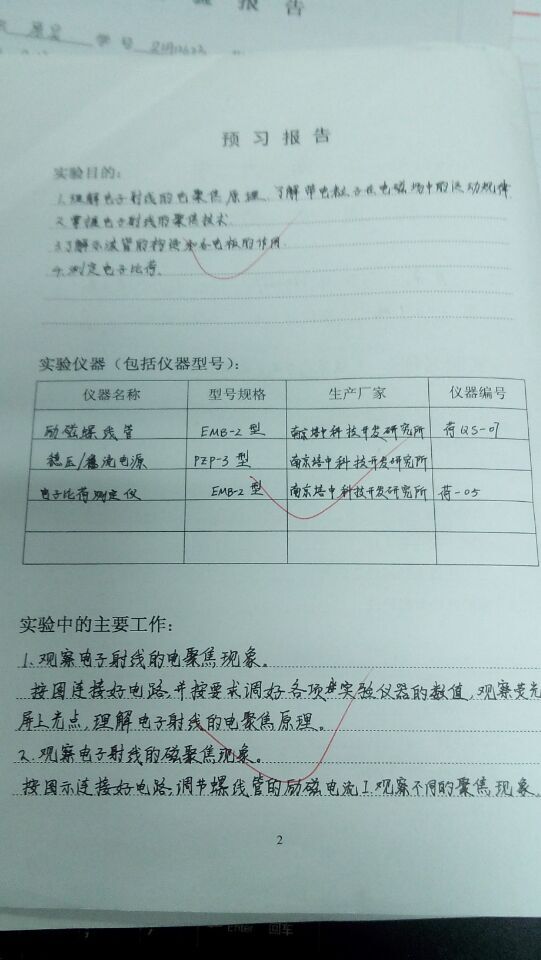 报告
学号
预习报告
实验目的：
1.理解电子射线的电聚焦原理、了解带电粒子在电磁场中的运动规律
2.掌握电子射线的聚焦技术.
3.了解示波管的构造和各电极的作用.
4.测定电子比荷。
实验仪器（包括仪器型号）：
仪器名称 型号规格 生产厂家 仪器编号
励磁螺线管 EMB-2型 南京塔中科技开发研究所 荷QS-07
稳压/稳流电源 PZP-3型 南京塔中科技开发研究所
电子比荷测定仪 EMB-2型 南京塔中科技开发研究所 荷-05
实验中的主要工作：
1.观察电子射线的电聚焦现象。
按图连接好电路,并按要求调好各项实验仪器的数值,观察荧光
屏上光点,理解电子射线的电聚焦原理。
2.观察电子射线的磁聚焦现象。
按图示连接好电路,调节螺线管的励磁电流I.观察不同的聚焦现象.
2